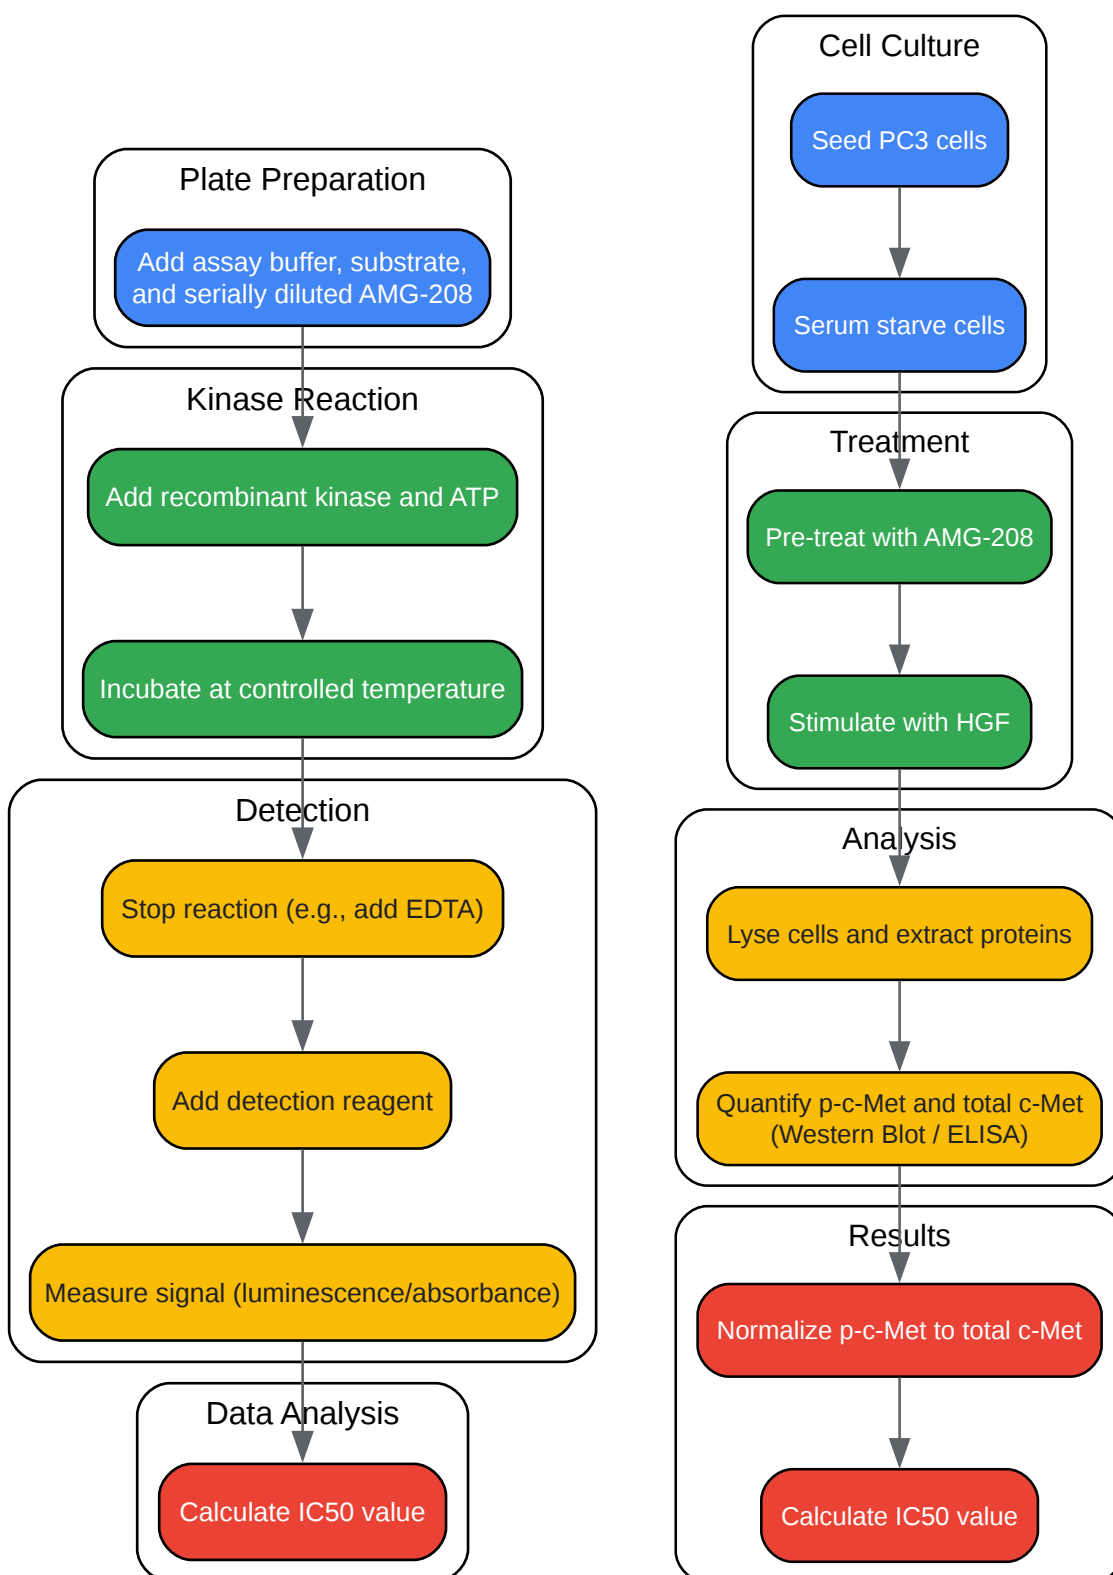 Plate Preparation
Add assay buffer, substrate,
and serially diluted AMG-208
Kinase Reaction
Add recombinant kinase and ATP
Incubate at controlled temperature
Detection
Stop reaction (e.g., add EDTA)
Add detection reagent
Measure signal (luminescence/absorbance)
Data Analysis
Calculate IC50 value
Cell Culture
Seed PC3 cells
Serum starve cells
Treatment
Pre-treat with AMG-208
Stimulate with HGF
Analysis
Lyse cells and extract proteins
Quantify p-c-Met and total c-Met
(Western Blot / ELISA)
Results
Normalize p-c-Met to total c-Met
Calculate IC50 value